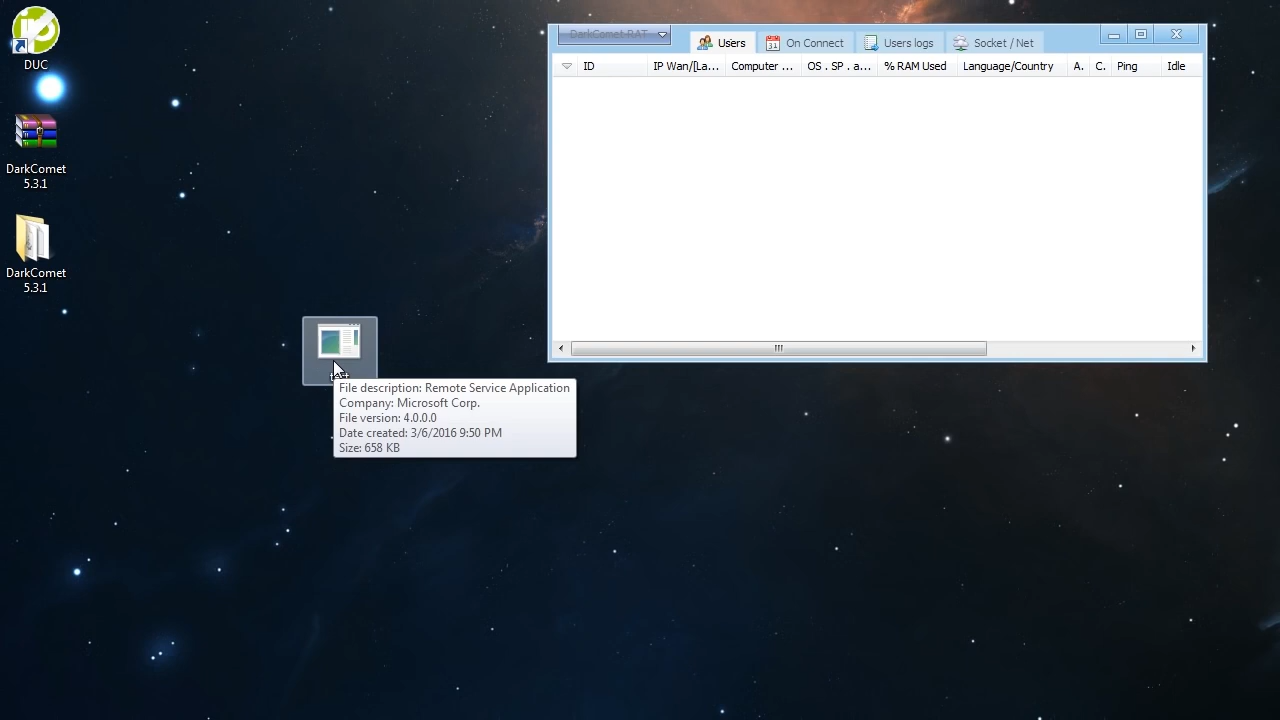 DUC
DarkComet
5.3.1
DarkComet
5.3.1
DarkComet-RAT
Users
On Connect
Users logs
Socket / Net
ID
IP Wan/[La...
Computer ...
OS . SP . a...
% RAM Used
Language/Country
A.
C.
Ping
Idle
File description: Remote Service Application
Company: Microsoft Corp.
File version: 4.0.0.0
Date created: 3/6/2016 9:50 PM
Size: 658 KB